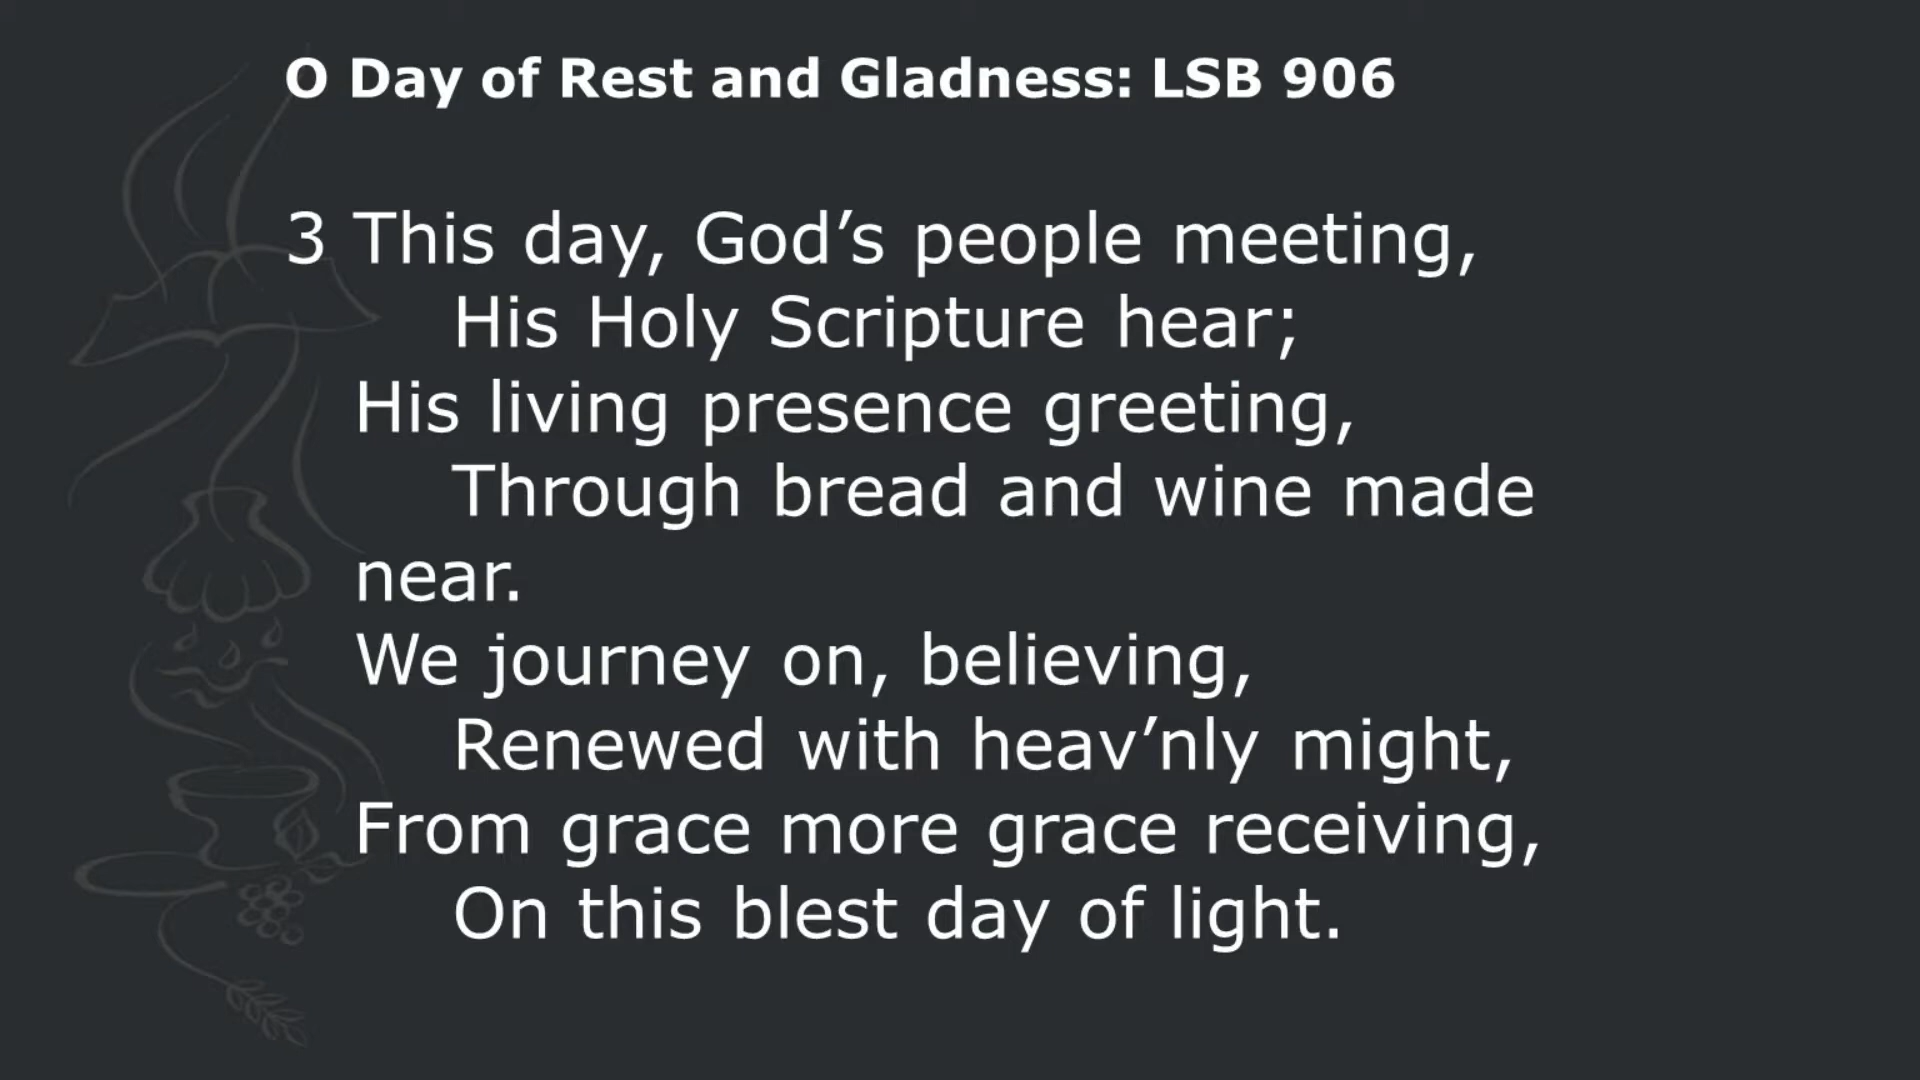 O Day of Rest and Gladness: LSB 906
3 This day, God’s people meeting,
His Holy Scripture hear;
His living presence greeting,
Through bread and wine made
near.
We journey on, believing,
Renewed with heav’nly might,
From grace more grace receiving,
On this blest day of light.